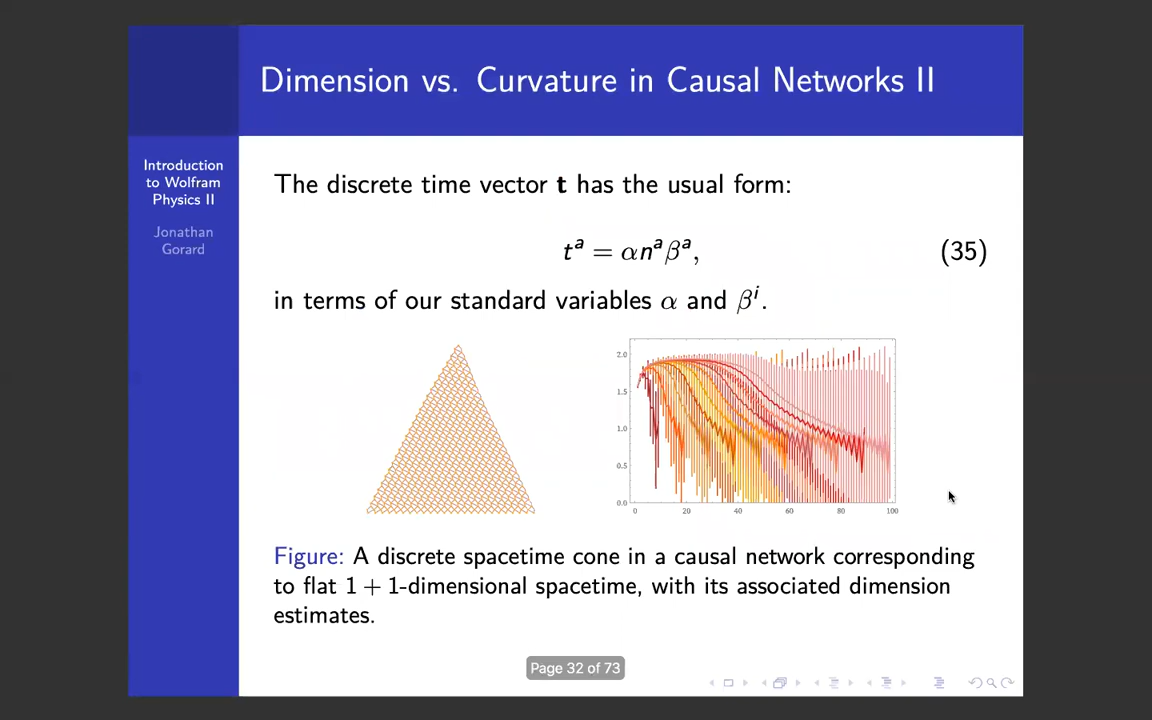 Dimension vs. Curvature in Causal Networks II
Introduction
to Wolfram
Physics II
Jonathan
Gorard
The discrete time vector t has the usual form:
tᵃ = αnᵃβᵃ, (35)
in terms of our standard variables α and βⁱ.
2.0
1.5
1.0
0.5
0.0
0 20 40 60 80 100
Figure: A discrete spacetime cone in a causal network corresponding
to flat 1 + 1-dimensional spacetime, with its associated dimension
estimates.
Page 32 of 73